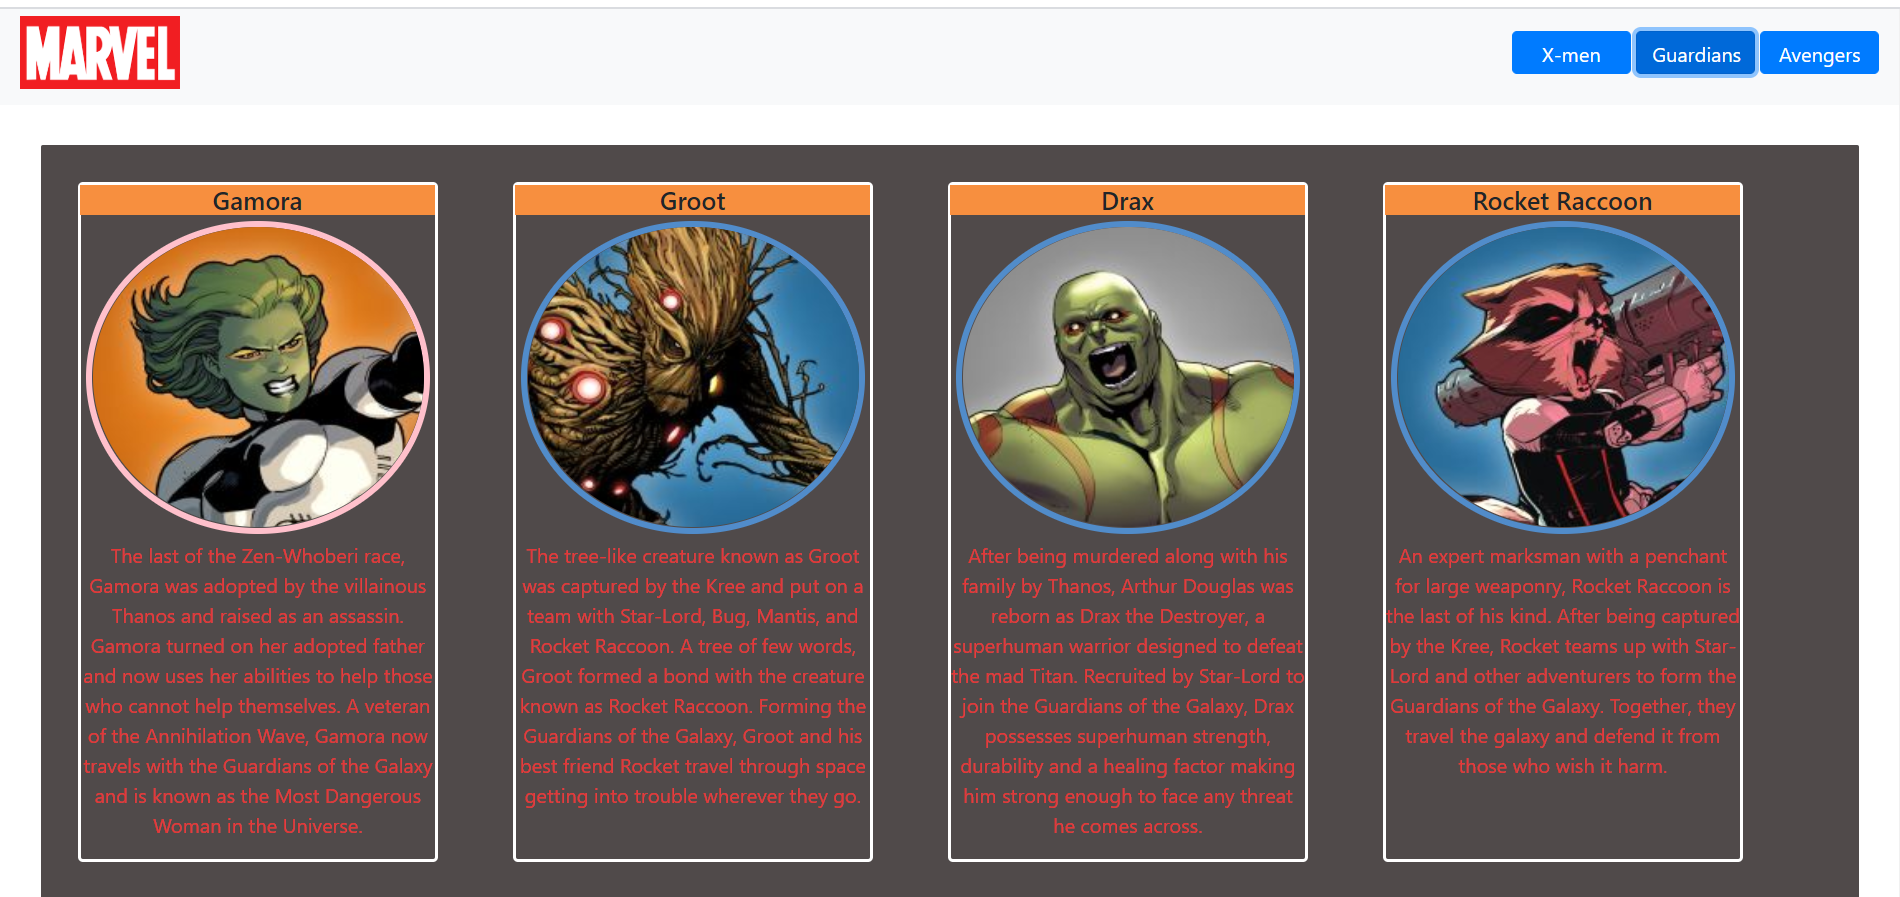 MARVEL
X-men
Guardians
Avengers
Gamora
The last of the Zen-Whoberi race,
Gamora was adopted by the villainous
Thanos and raised as an assassin.
Gamora turned on her adopted father
and now uses her abilities to help those
who cannot help themselves. A veteran
of the Annihilation Wave, Gamora now
travels with the Guardians of the Galaxy
and is known as the Most Dangerous
Woman in the Universe.
Groot
The tree-like creature known as Groot
was captured by the Kree and put on a
team with Star-Lord, Bug, Mantis, and
Rocket Raccoon. A tree of few words,
Groot formed a bond with the creature
known as Rocket Raccoon. Forming the
Guardians of the Galaxy, Groot and his
best friend Rocket travel through space
getting into trouble wherever they go.
Drax
After being murdered along with his
family by Thanos, Arthur Douglas was
reborn as Drax the Destroyer, a
superhuman warrior designed to defeat
the mad Titan. Recruited by Star-Lord to
join the Guardians of the Galaxy, Drax
possesses superhuman strength,
durability and a healing factor making
him strong enough to face any threat
he comes across.
Rocket Raccoon
An expert marksman with a penchant
for large weaponry, Rocket Raccoon is
the last of his kind. After being captured
by the Kree, Rocket teams up with Star-
Lord and other adventurers to form the
Guardians of the Galaxy. Together, they
travel the galaxy and defend it from
those who wish it harm.